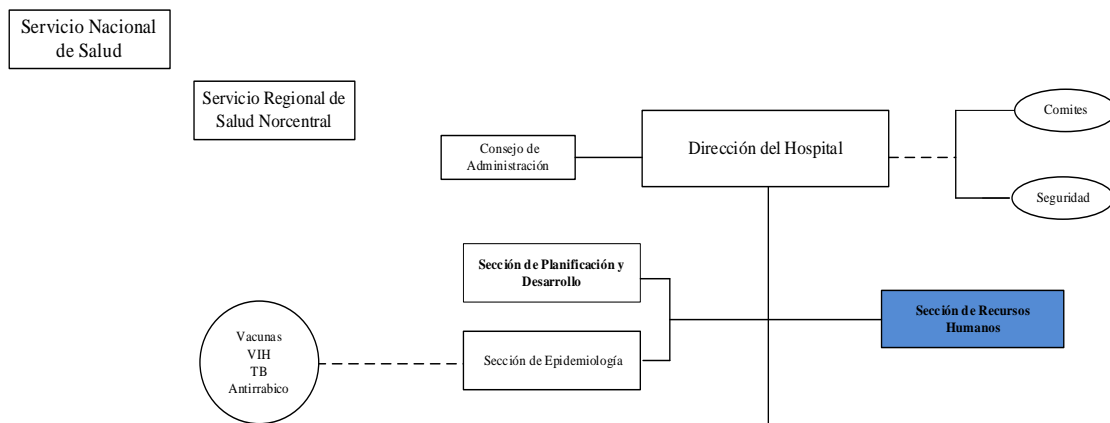 Servicio Nacional
de Salud
Servicio Regional de
Salud Norcentral
Consejo de
Administración
Dirección del Hospital
Comites
Seguridad
Sección de Planificación y
Desarrollo
Sección de Recursos
Humanos
Vacunas
VIH
TB
Antirrabico
Sección de Epidemiología